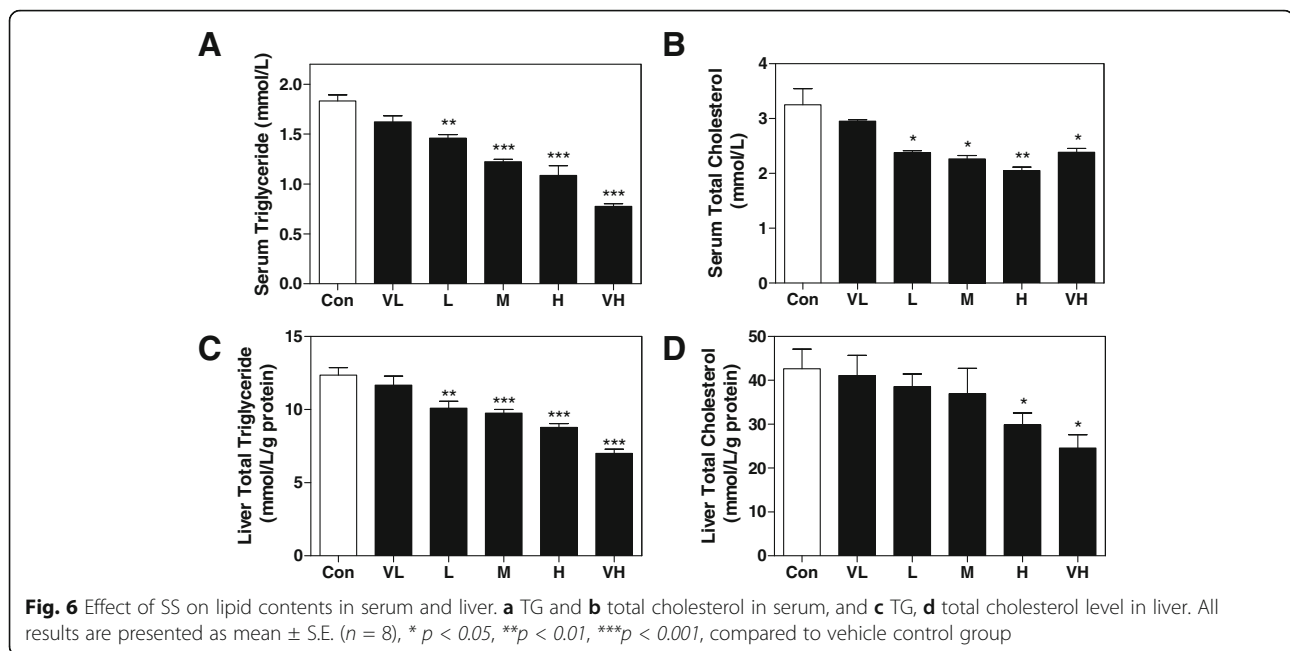 A
Serum Triglyceride (mmol/L)
2.0
1.5
1.0
0.5
0.0
** *** *** ***
Con VL L M H VH
B
Serum Total Cholesterol
(mmol/L)
4
3
2
1
0
* * ** *
Con VL L M H VH
C
Liver Total Triglyceride
(mmol/L/g protein)
15
10
5
0
** *** *** ***
Con VL L M H VH
D
Liver Total Cholesterol
(mmol/L/g protein)
50
40
30
20
10
0
* *
Con VL L M H VH
Fig. 6 Effect of SS on lipid contents in serum and liver. a TG and b total cholesterol in serum, and c TG, d total cholesterol level in liver. All
results are presented as mean ± S.E. (n = 8), * p < 0.05, **p < 0.01, ***p < 0.001, compared to vehicle control group